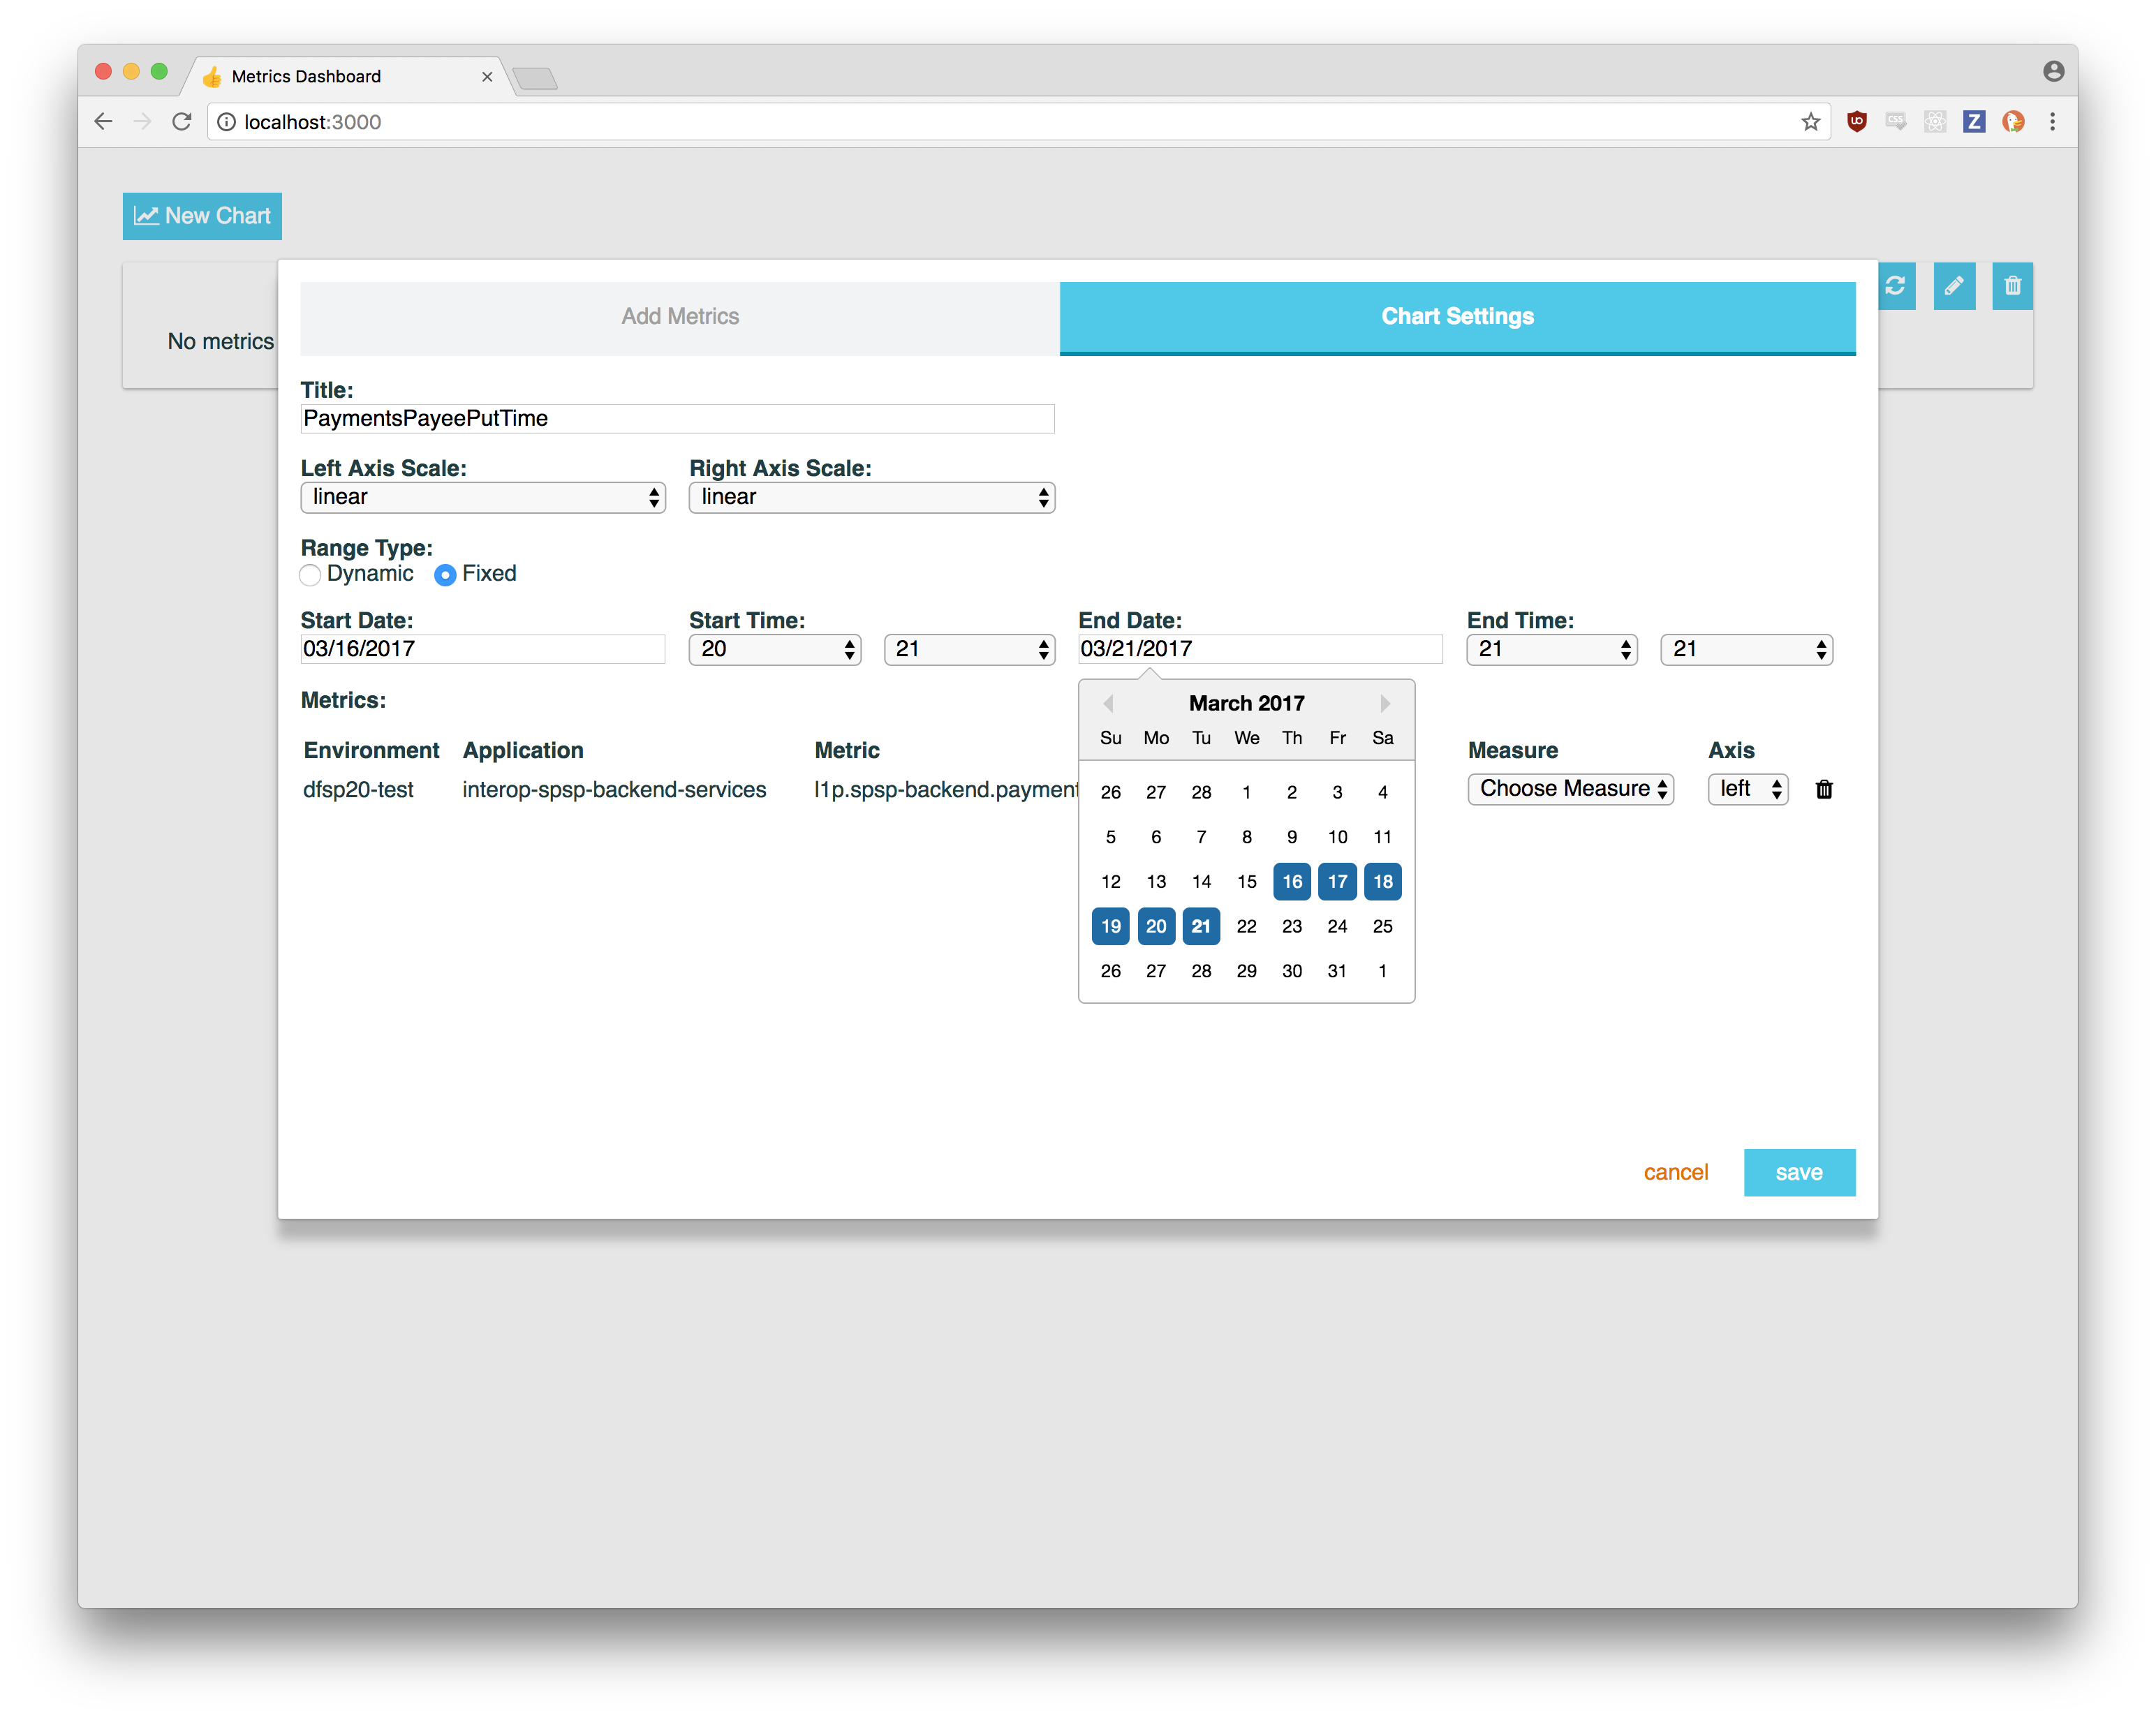 Metrics Dashboard
localhost:3000
New Chart
No metrics
Add Metrics
Chart Settings
Title:
PaymentsPayeePutTime
Left Axis Scale: Right Axis Scale:
linear linear
Range Type:
Dynamic Fixed
Start Date: Start Time: End Date: End Time:
03/16/2017 20 21 03/21/2017 21 21
Metrics:
March 2017
Su Mo Tu We Th Fr Sa
26 27 28 1 2 3 4
5 6 7 8 9 10 11
12 13 14 15 16 17 18
19 20 21 22 23 24 25
26 27 28 29 30 31 1
Environment Application Metric Measure Axis
dfsp20-test interop-spsp-backend-services l1p.spsp-backend.payment Choose Measure left
cancel save